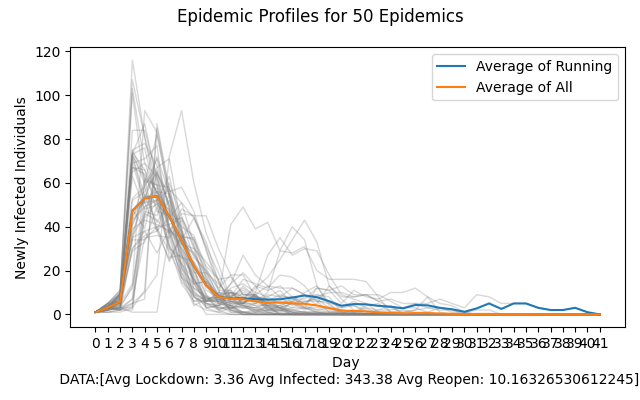 Epidemic Profiles for 50 Epidemics
120
100
80
60
40
20
0
Newly Infected Individuals
Average of Running
Average of All
0 1 2 3 4 5 6 7 8 9 10 11 12 13 14 15 16 17 18 19 20 21 22 23 24 25 26 27 28 29 30 31 32 33 34 35 36 37 38 39 40 41
Day
DATA:[Avg Lockdown: 3.36 Avg Infected: 343.38 Avg Reopen: 10.16326530612245]